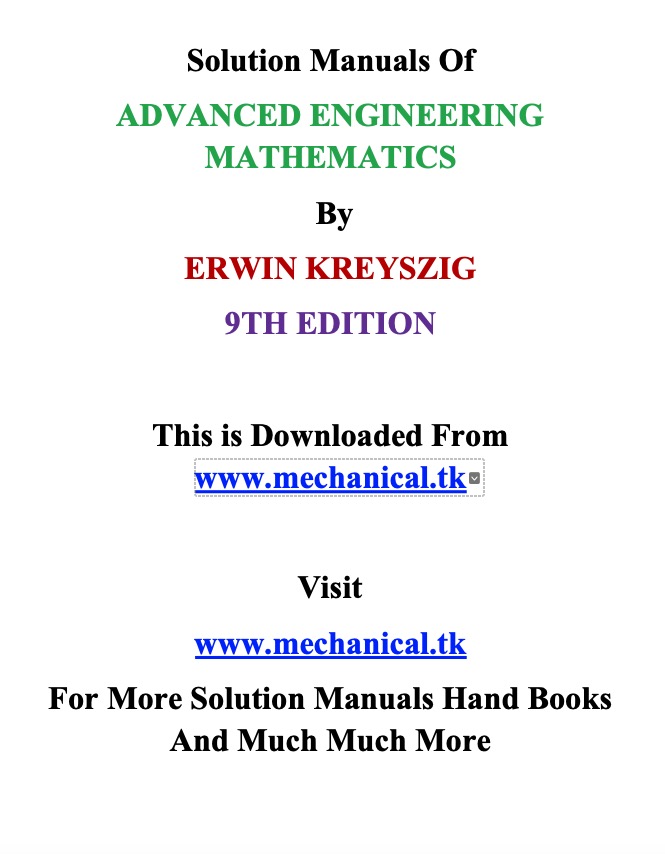 Solution Manuals Of
ADVANCED ENGINEERING
MATHEMATICS
By
ERWIN KREYSZIG
9TH EDITION
This is Downloaded From
www.mechanical.tk
Visit
www.mechanical.tk
For More Solution Manuals Hand Books
And Much Much More